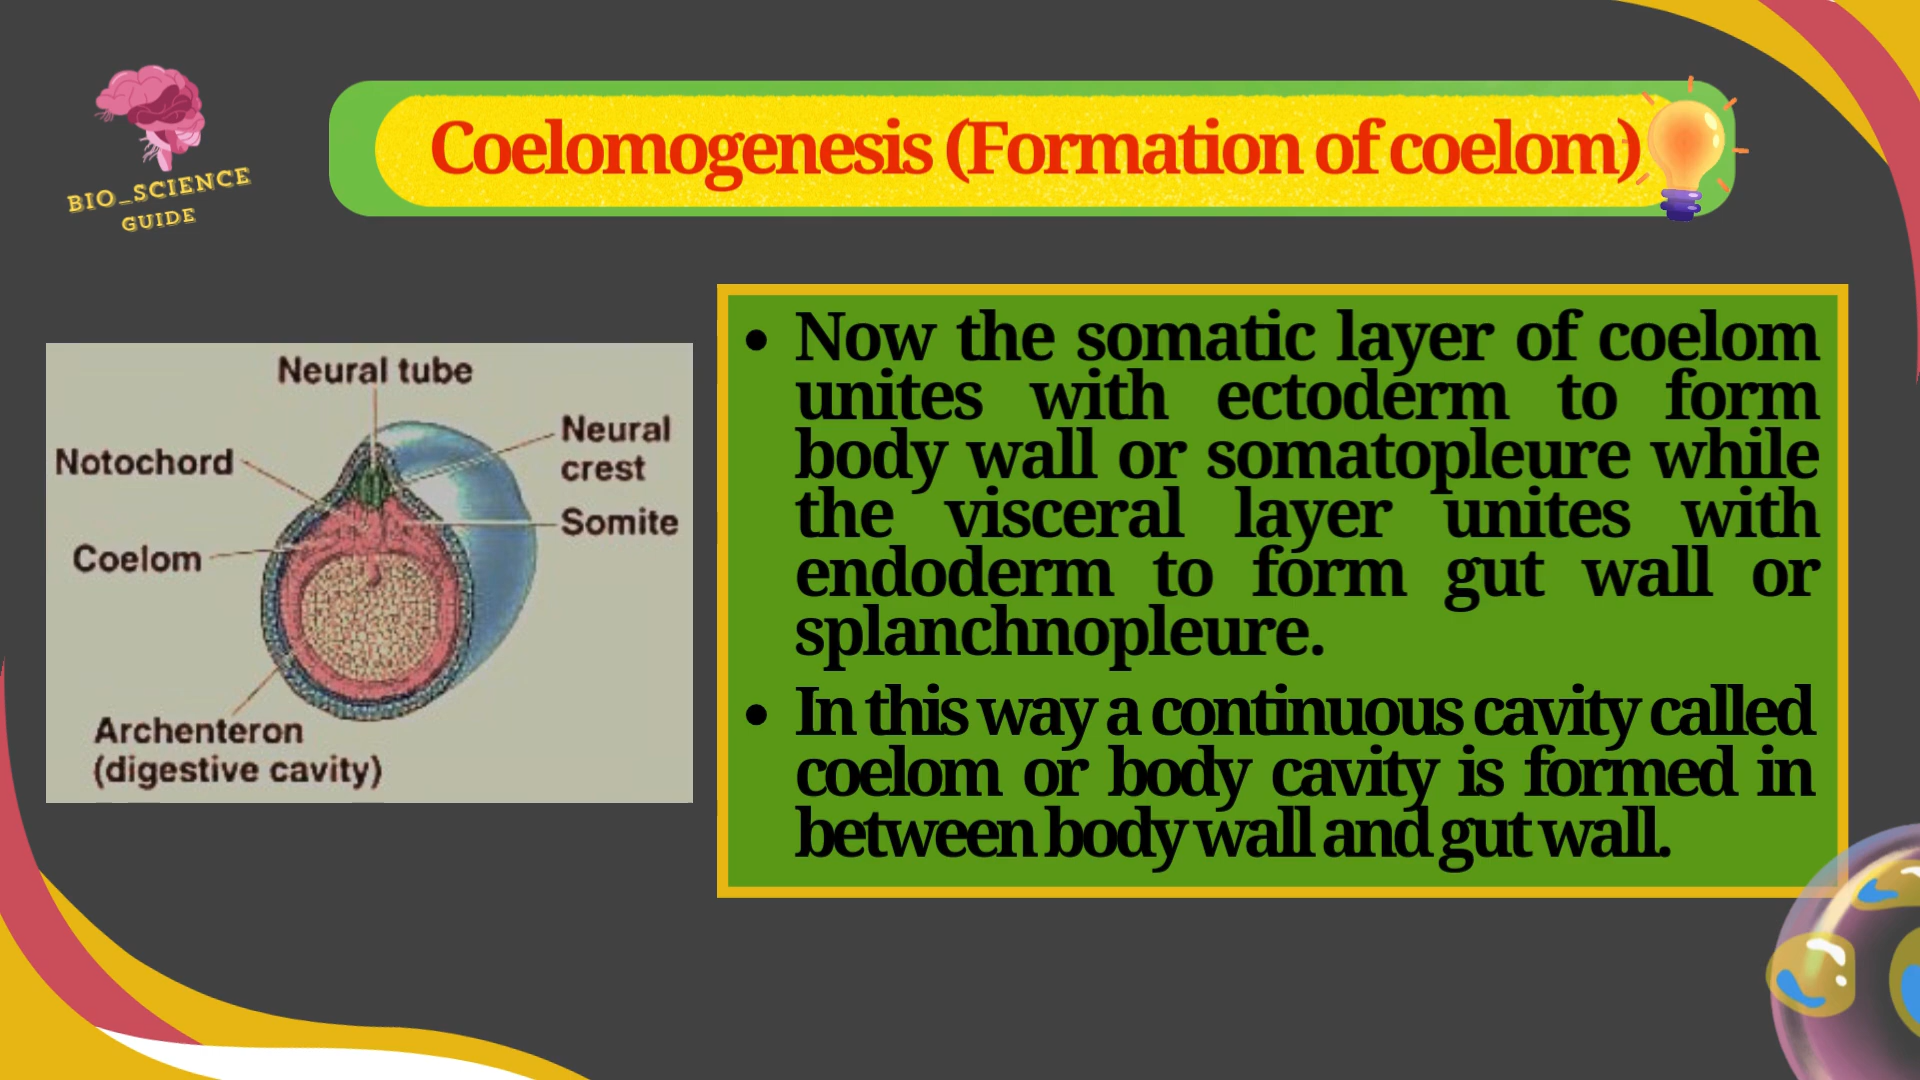 BIO_SCIENCE
GUIDE
Coelomogenesis (Formation of coelom)
Neural tube
Neural
crest
Notochord
Somite
Coelom
Archenteron
(digestive cavity)
• Now the somatic layer of coelom
unites with ectoderm to form
body wall or somatopleure while
the visceral layer unites with
endoderm to form gut wall or
splanchnopleure.
• In this way a continuous cavity called
coelom or body cavity is formed in
between body wall and gut wall.